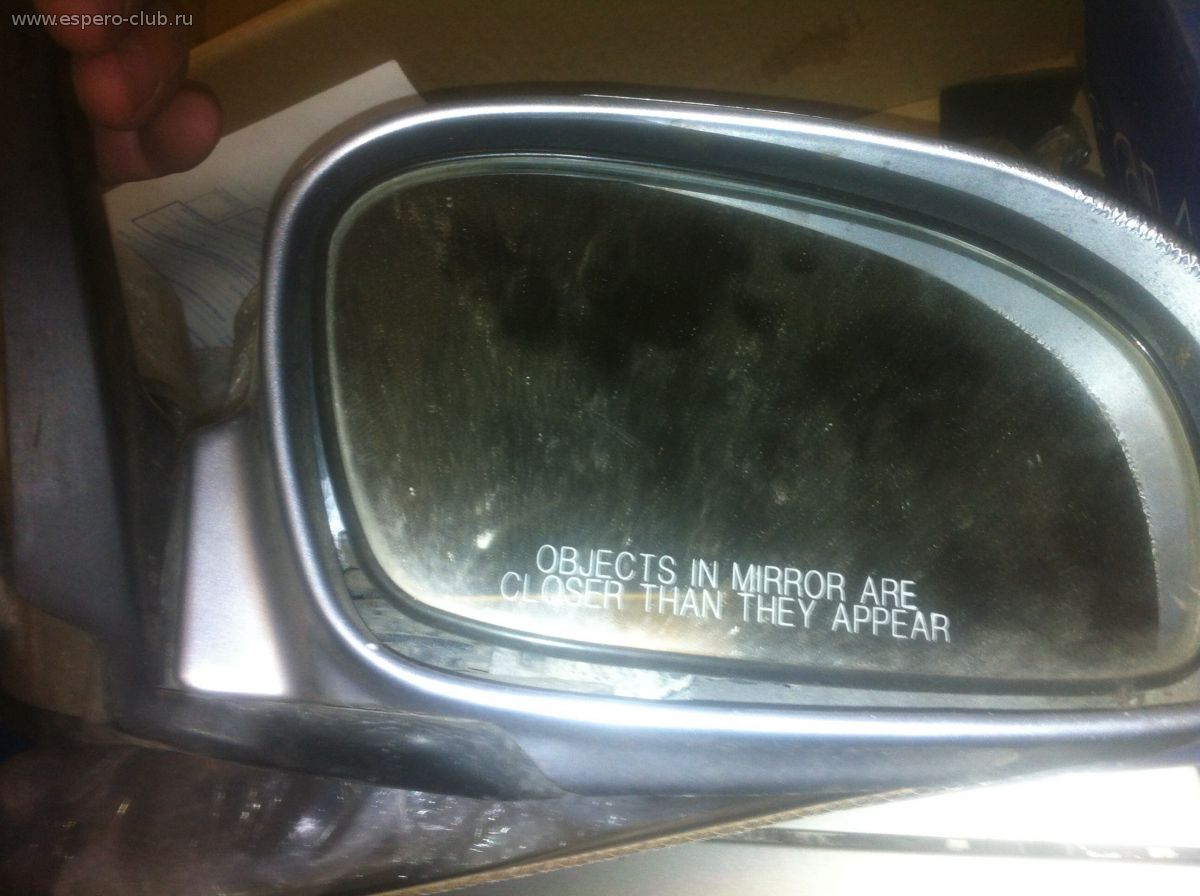 www.espero-club.ru
OBJECTS IN MIRROR ARE
CLOSER THAN THEY APPEAR